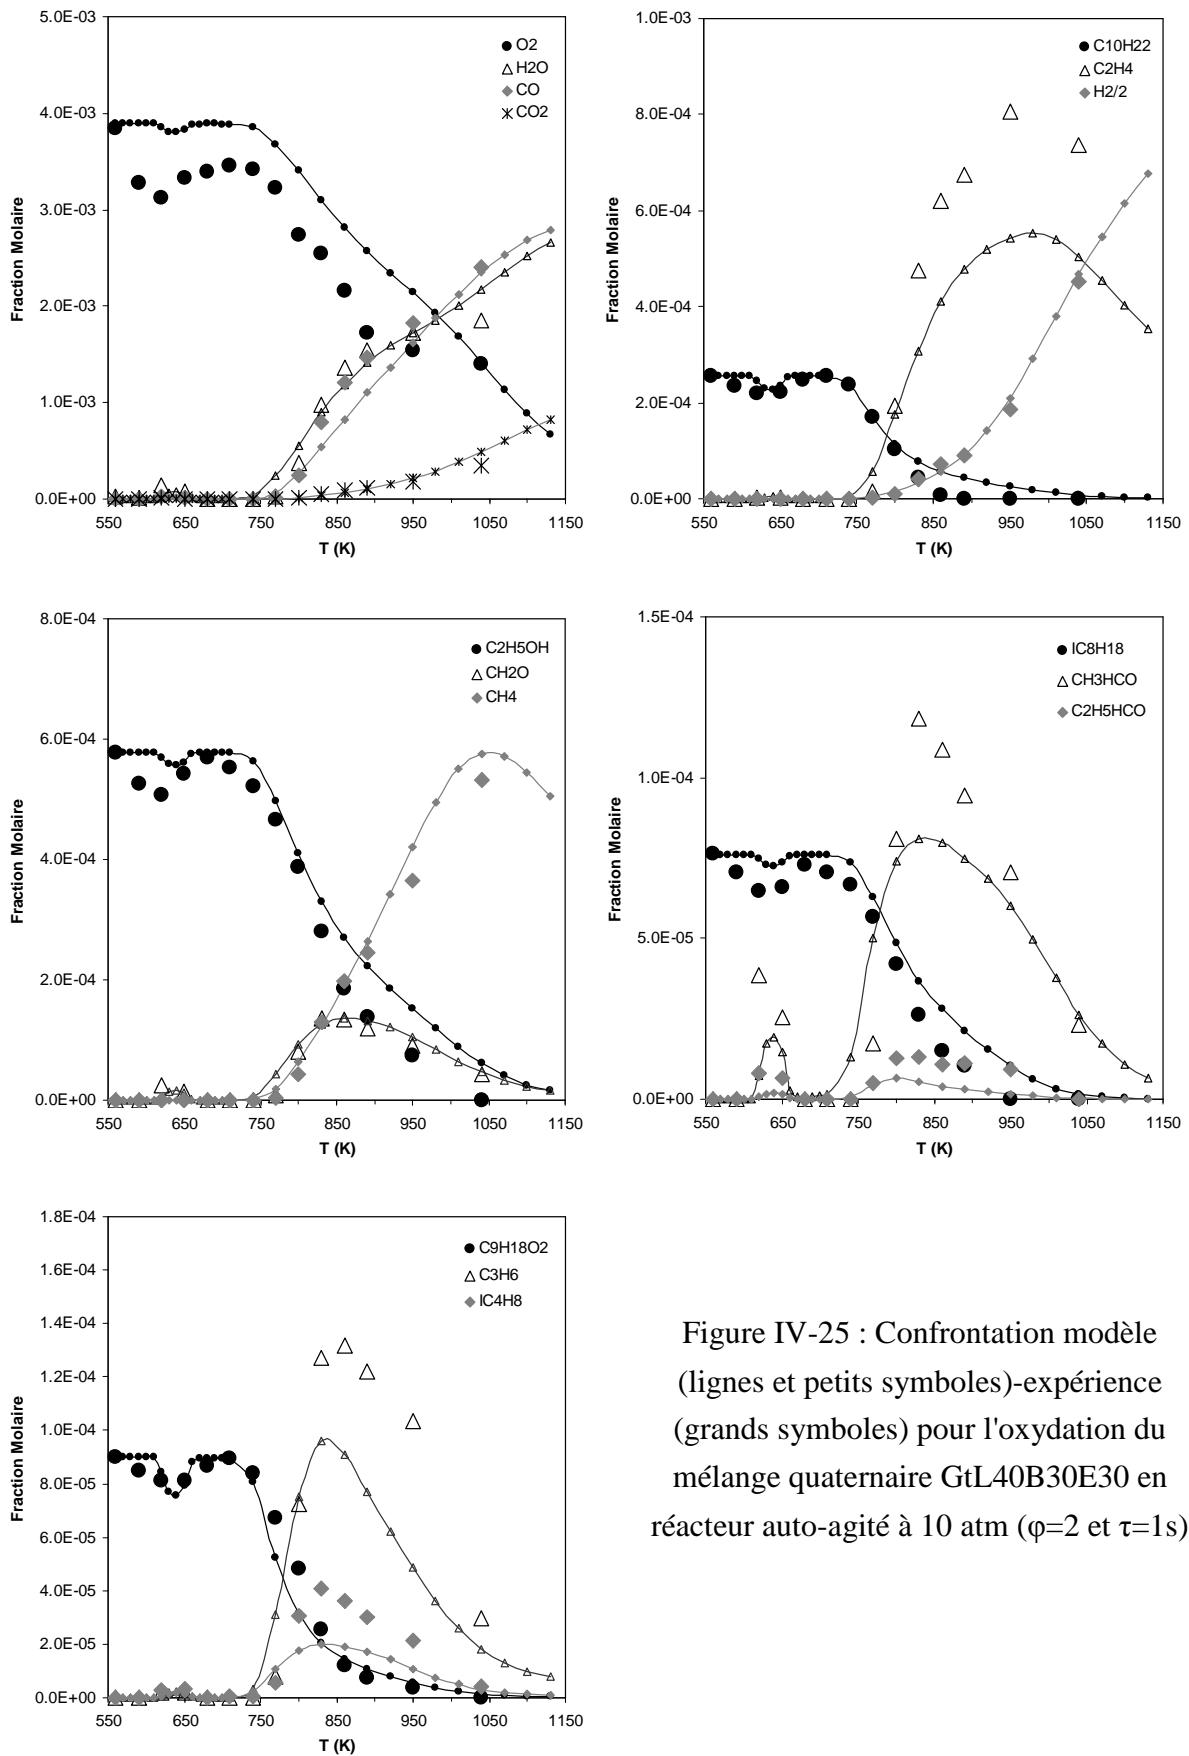 5.0E-03
4.0E-03
3.0E-03
2.0E-03
1.0E-03
0.0E+00
Fraction Molaire
O2
H2O
CO
CO2
550 650 750 850 950 1050 1150
T (K)
1.0E-03
8.0E-04
6.0E-04
4.0E-04
2.0E-04
0.0E+00
Fraction Molaire
C10H22
C2H4
H2/2
550 650 750 850 950 1050 1150
T (K)
8.0E-04
6.0E-04
4.0E-04
2.0E-04
0.0E+00
Fraction Molaire
C2H5OH
CH2O
CH4
550 650 750 850 950 1050 1150
T (K)
1.5E-04
1.0E-04
5.0E-05
0.0E+00
Fraction Molaire
IC8H18
CH3HCO
C2H5HCO
550 650 750 850 950 1050 1150
T (K)
1.8E-04
1.6E-04
1.4E-04
1.2E-04
1.0E-04
8.0E-05
6.0E-05
4.0E-05
2.0E-05
0.0E+00
Fraction Molaire
C9H18O2
C3H6
IC4H8
550 650 750 850 950 1050 1150
T (K)
Figure IV-25 : Confrontation modèle
(lignes et petits symboles)-expérience
(grands symboles) pour l'oxydation du
mélange quaternaire GtL40B30E30 en
réacteur auto-agité à 10 atm (φ=2 et τ=1s)